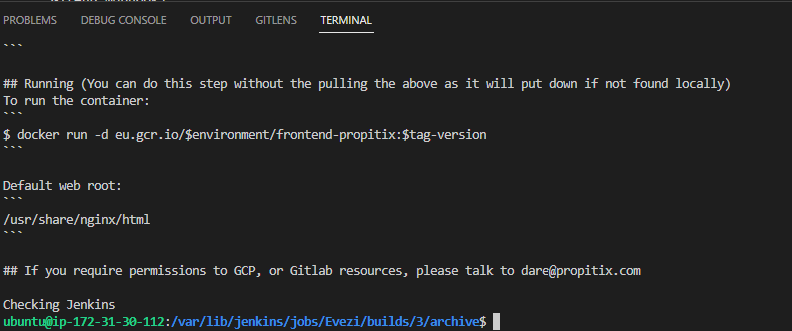 PROBLEMS DEBUG CONSOLE OUTPUT GITLENS TERMINAL
```
## Running (You can do this step without the pulling the above as it will put down if not found locally)
To run the container:
```
$ docker run -d eu.gcr.io/$environment/frontend-propitix:$tag-version
```
Default web root:
```
/usr/share/nginx/html
```
## If you require permissions to GCP, or Gitlab resources, please talk to dare@propitix.com
Checking Jenkins
ubuntu@ip-172-31-30-112:/var/lib/jenkins/jobs/Evezi/builds/3/archive$